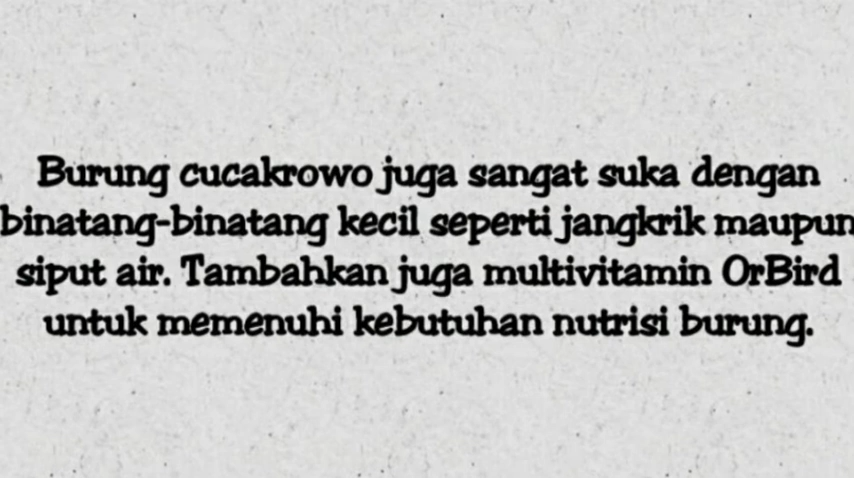 Burung cucakrowo juga sangat suka dengan
binatang-binatang kecil seperti jangkrik maupun
siput air. Tambahkan juga multivitamin OrBird
untuk memenuhi kebutuhan nutrisi burung.